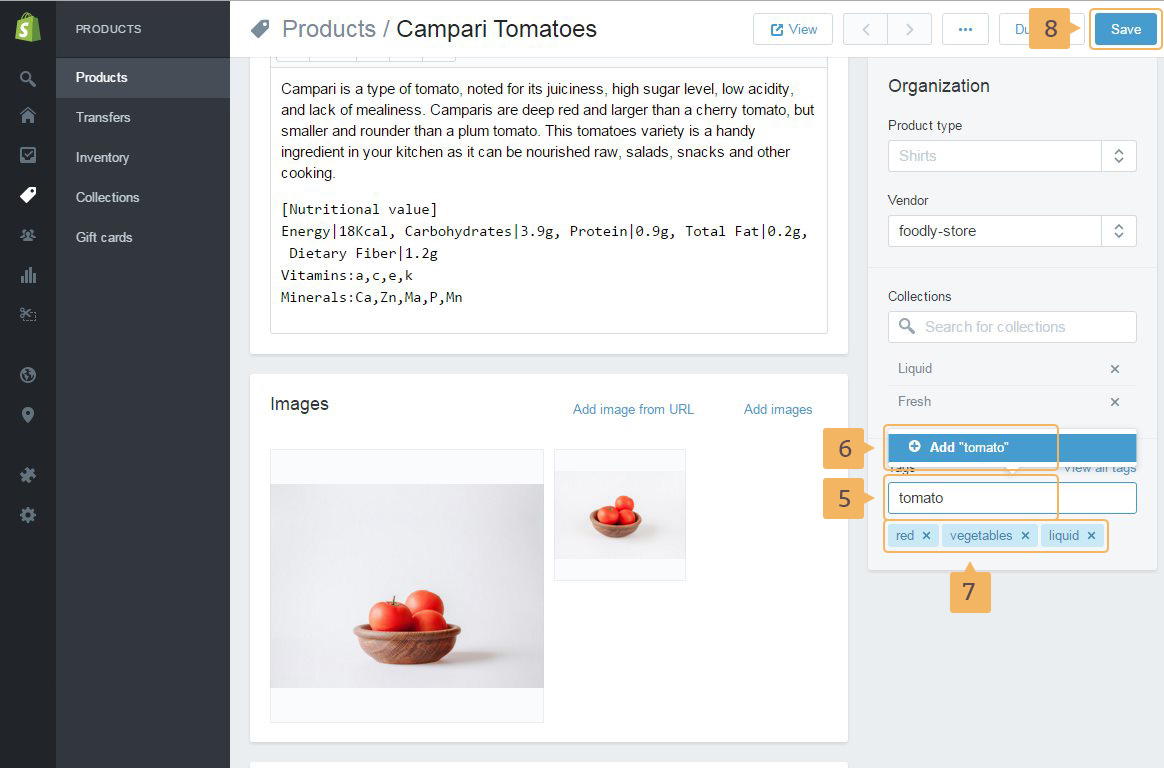 PRODUCTS
Products
Transfers
Inventory
Collections
Gift cards
Products / Campari Tomatoes
View
Du
8
Save
Campari is a type of tomato, noted for its juiciness, high sugar level, low acidity,
and lack of mealiness. Camparis are deep red and larger than a cherry tomato, but
smaller and rounder than a plum tomato. This tomatoes variety is a handy
ingredient in your kitchen as it can be nourished raw, salads, snacks and other
cooking.
[Nutritional value]
Energy|18Kcal, Carbohydrates|3.9g, Protein|0.9g, Total Fat|0.2g,
Dietary Fiber|1.2g
Vitamins:a,c,e,k
Minerals:Ca,Zn,Ma,P,Mn
Images
Add image from URL
Add images
Organization
Product type
Shirts
Vendor
foodly-store
Collections
Search for collections
Liquid
Fresh
6
Add "tomato"
Tags
View all tags
5
tomato
red
vegetables
liquid
7